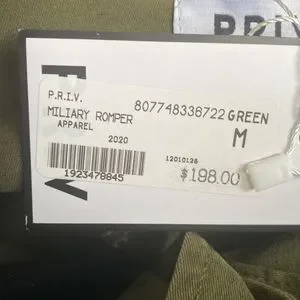 P.R.I.V. 807748336722 GREEN
MILIARY ROMPER M
APPAREL
2020
12010126
$198.00
1923478845